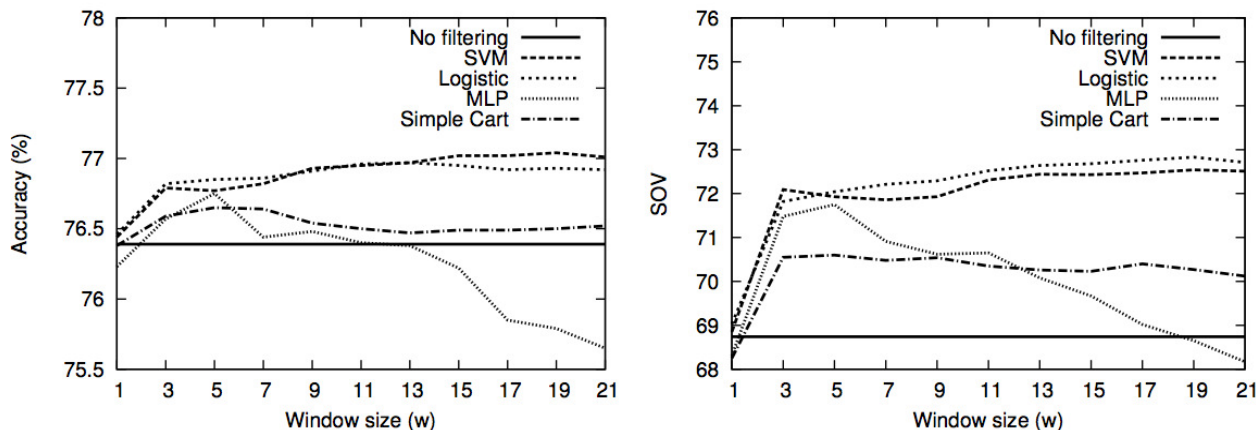 78
77.5
77
76.5
76
75.5
Accuracy (%)
No filtering
SVM
Logistic
MLP
Simple Cart
1 3 5 7 9 11 13 15 17 19 21
Window size (w)
76
75
74
73
72
71
70
69
68
SOV
No filtering
SVM
Logistic
MLP
Simple Cart
1 3 5 7 9 11 13 15 17 19 21
Window size (w)